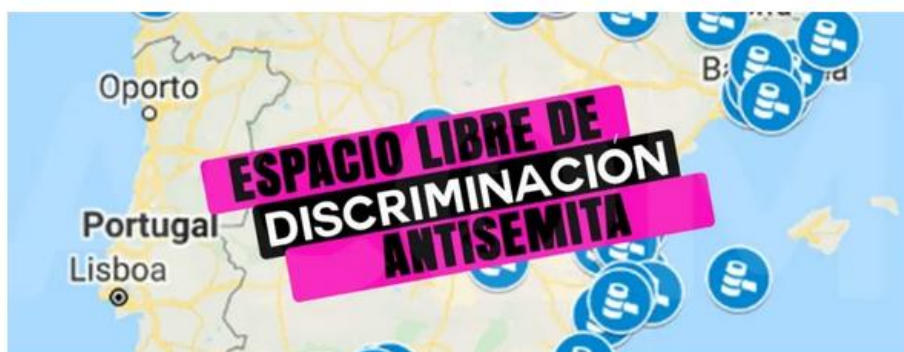 Oporto
ESPACIO LIBRE DE
DISCRIMINACIÓN
ANTISEMITA
Portugal
Lisboa